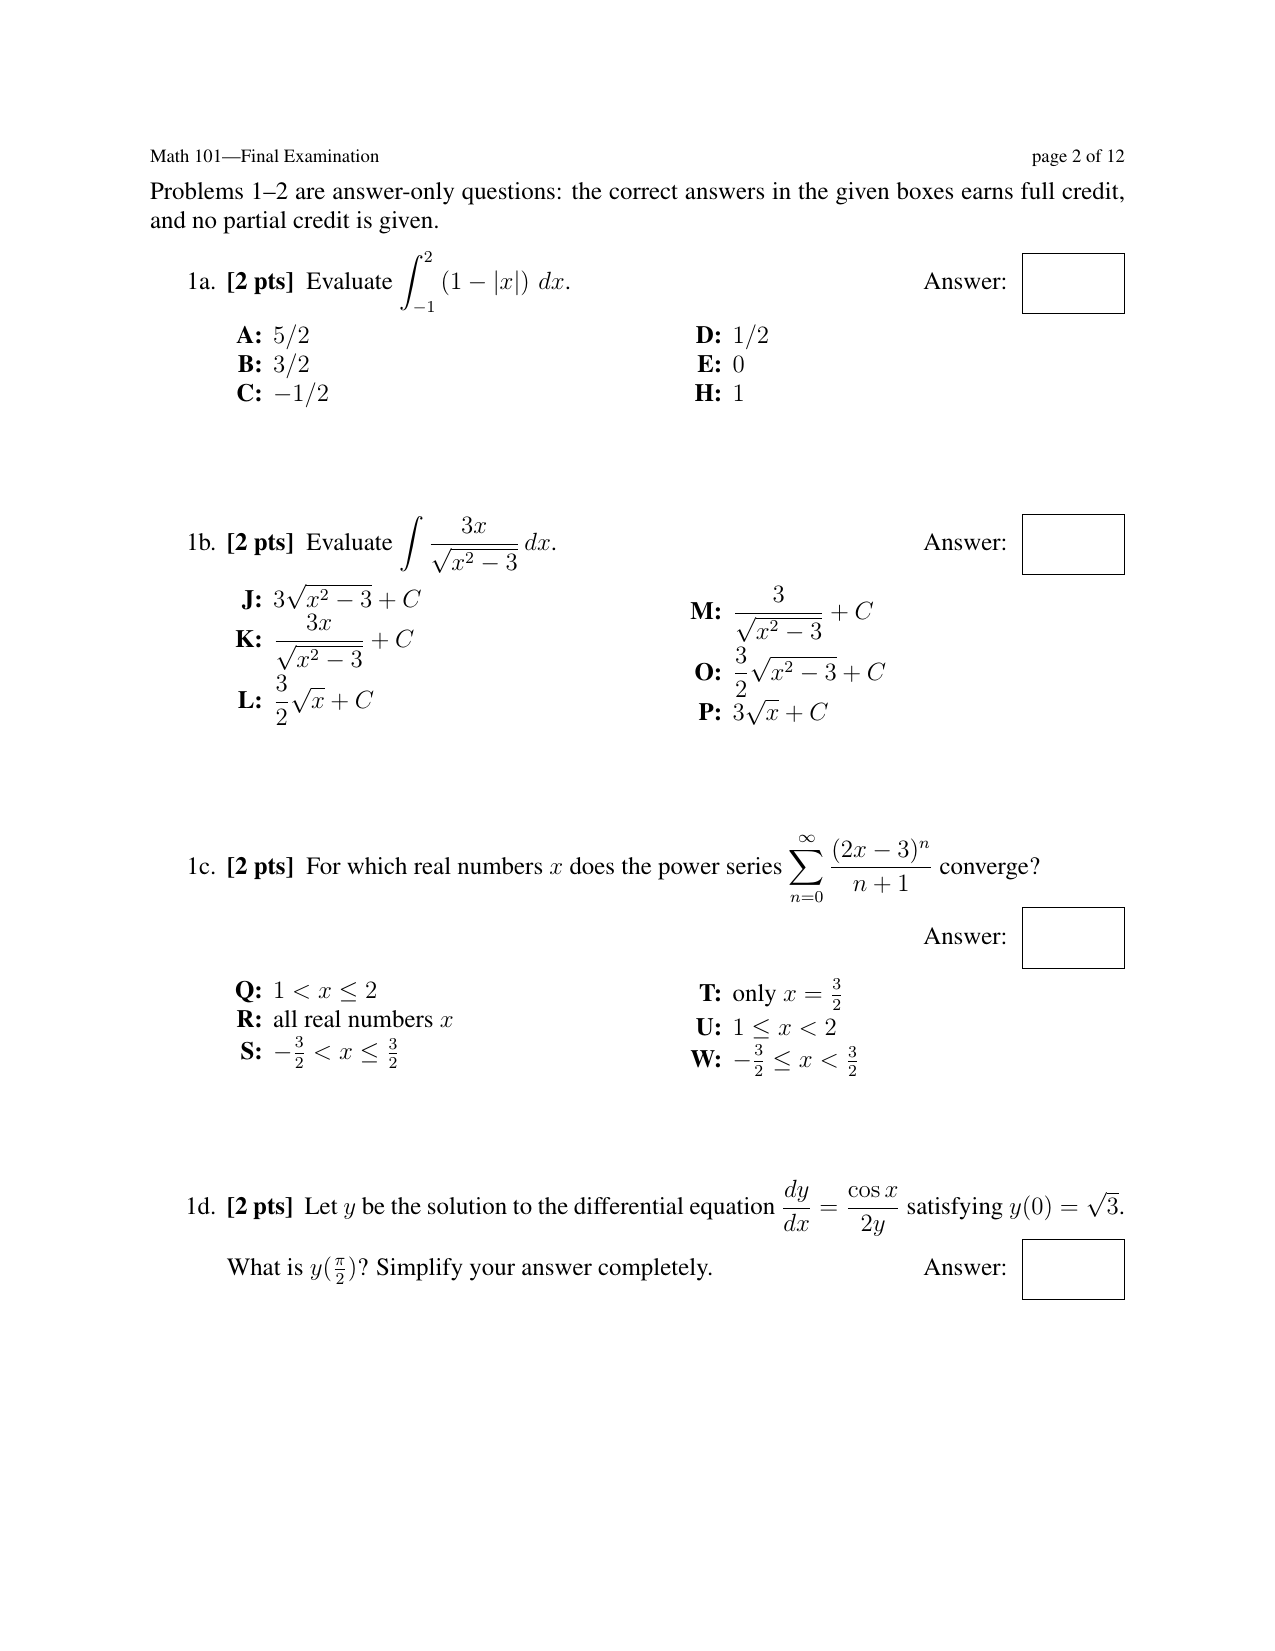 Math 101—Final Examination page 2 of 12
Problems 1–2 are answer-only questions: the correct answers in the given boxes earns full credit,
and no partial credit is given.
1a. [2 pts] Evaluate $\int_{-1}^{2} (1 - |x|) \, dx$. Answer:
A: 5/2
B: 3/2
C: −1/2
D: 1/2
E: 0
H: 1
1b. [2 pts] Evaluate $\int \frac{3x}{\sqrt{x^2 - 3}} \, dx$. Answer:
J: $3\sqrt{x^2 - 3} + C$
K: $\frac{3x}{\sqrt{x^2 - 3}} + C$
L: $\frac{3}{2}\sqrt{x} + C$
M: $\frac{3}{\sqrt{x^2 - 3}} + C$
O: $\frac{3}{2}\sqrt{x^2 - 3} + C$
P: $3\sqrt{x} + C$
1c. [2 pts] For which real numbers $x$ does the power series $\sum_{n=0}^{\infty} \frac{(2x - 3)^n}{n + 1}$ converge?
Answer:
Q: $1 < x \leq 2$
R: all real numbers $x$
S: $-\frac{3}{2} < x \leq \frac{3}{2}$
T: only $x = \frac{3}{2}$
U: $1 \leq x < 2$
W: $-\frac{3}{2} \leq x < \frac{3}{2}$
1d. [2 pts] Let $y$ be the solution to the differential equation $\frac{dy}{dx} = \frac{\cos x}{2y}$ satisfying $y(0) = \sqrt{3}$.
What is $y(\frac{\pi}{2})$? Simplify your answer completely. Answer: